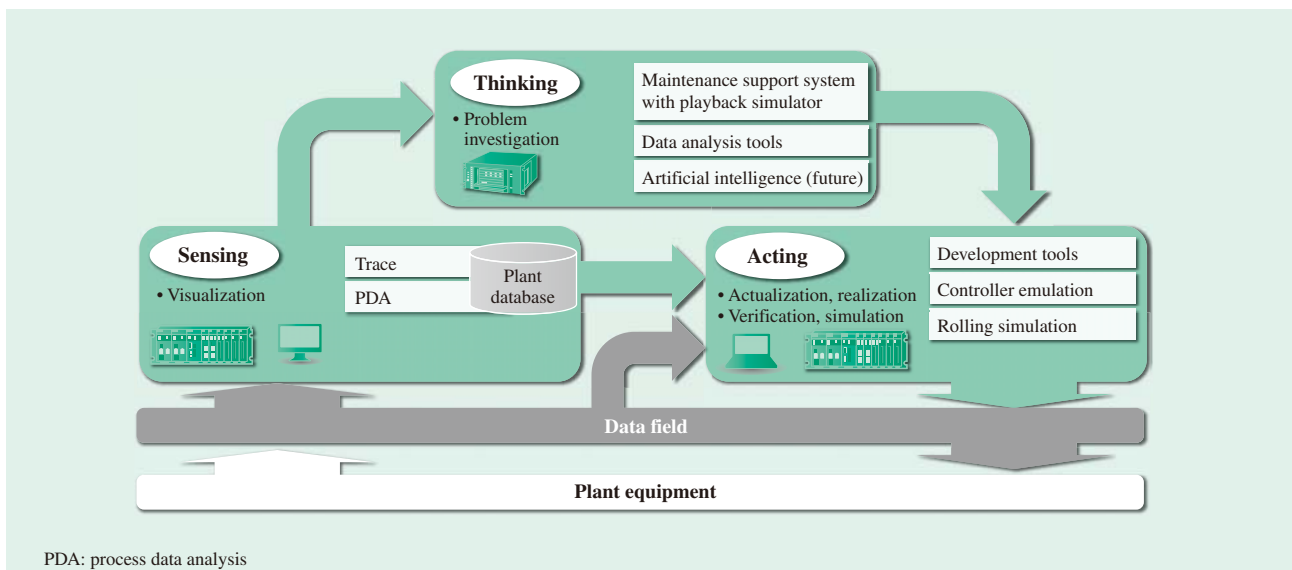 Thinking
• Problem
investigation
Maintenance support system
with playback simulator
Data analysis tools
Artificial intelligence (future)
Sensing
• Visualization
Trace
PDA
Plant
database
Acting
• Actualization, realization
• Verification, simulation
Development tools
Controller emulation
Rolling simulation
Data field
Plant equipment
PDA: process data analysis